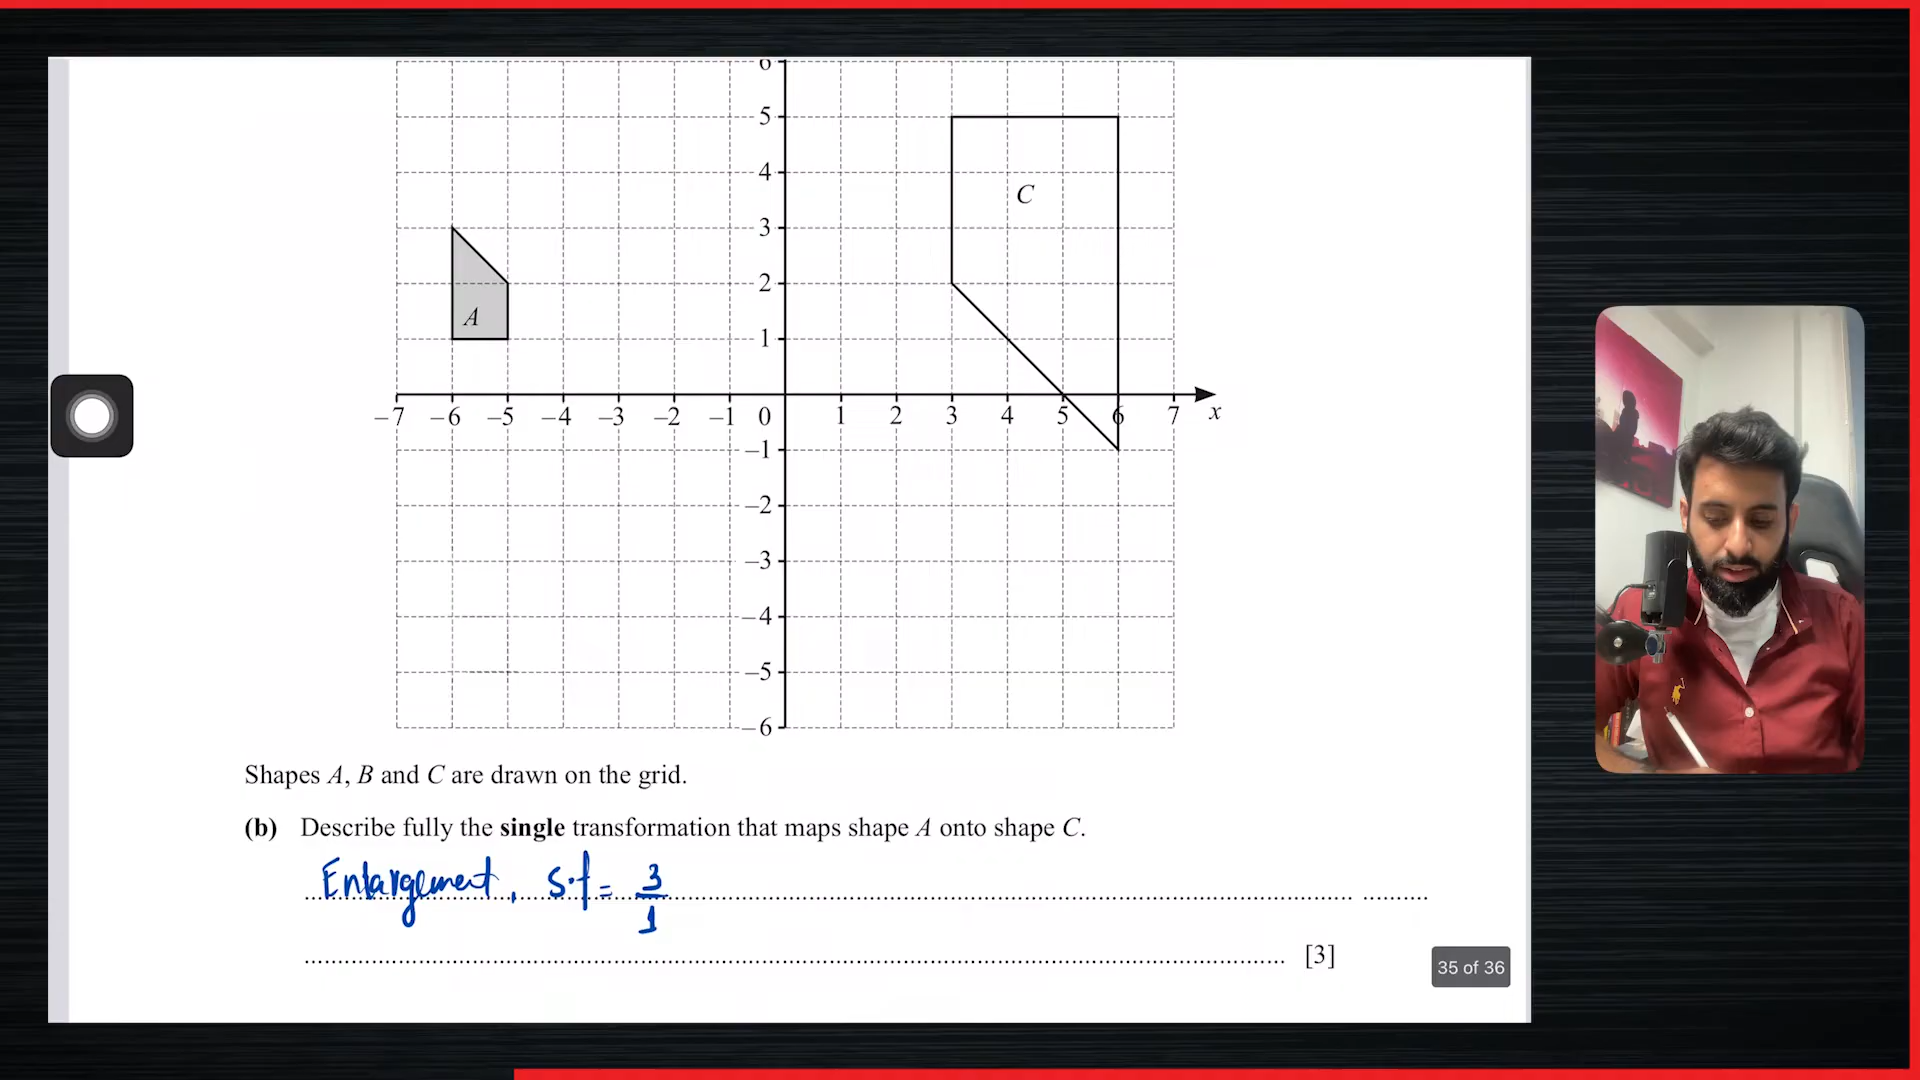 6
5
4
3
2
1
C
A
–7 –6 –5 –4 –3 –2 –1 0 1 2 3 4 5 6 7 x
–1
–2
–3
–4
–5
–6
Shapes A, B and C are drawn on the grid.
(b) Describe fully the single transformation that maps shape A onto shape C.
Enlargement, s.f = 3/1
[3]
35 of 36